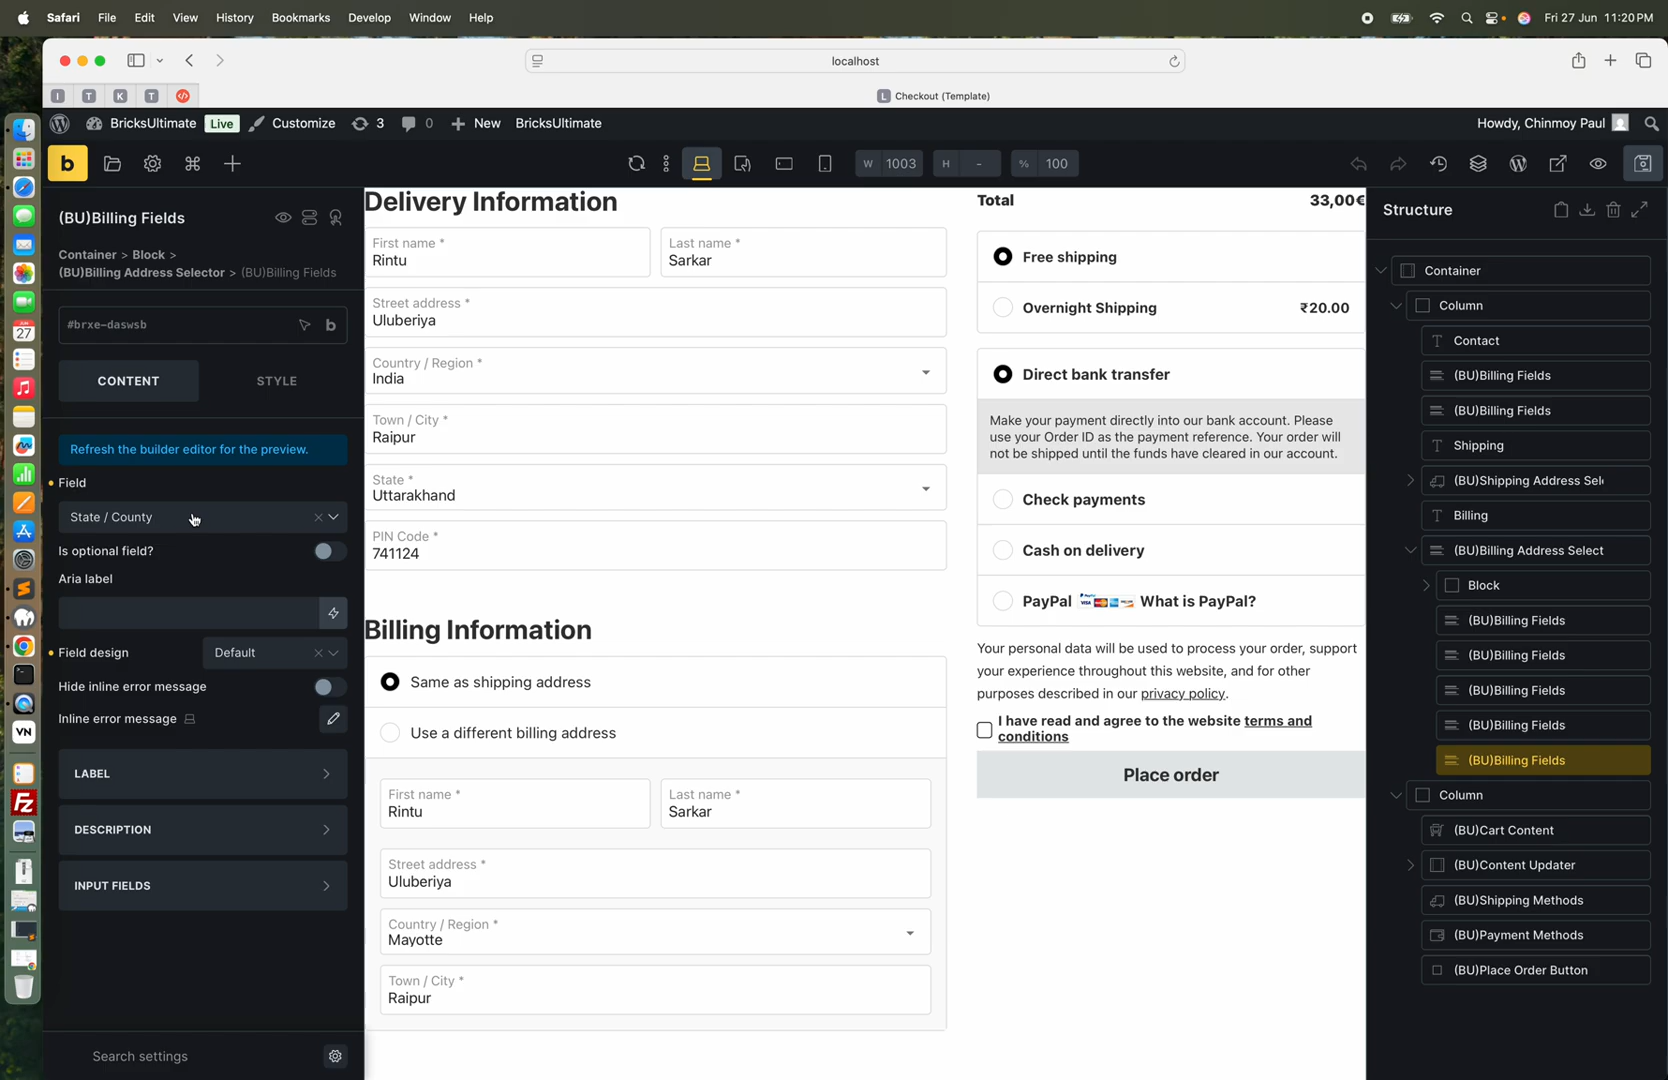 Safari File Edit View History Bookmarks Develop Window Help Fri 27 Jun 11:20PM
localhost
I T K T Checkout (Template)
BricksUltimate Live Customize 3 0 New BricksUltimate Howdy, Chinmoy Paul
b W 1003 H - % 100
(BU)Billing Fields
Container > Block >
(BU)Billing Address Selector > (BU)Billing Fields
#brxe-daswsb b
CONTENT STYLE
Refresh the builder editor for the preview.
Field
State / County
Is optional field?
Aria label
Field design Default
Hide inline error message
Inline error message
LABEL
DESCRIPTION
INPUT FIELDS
Search settings
Delivery Information
First name *
Rintu
Last name *
Sarkar
Street address *
Uluberiya
Country / Region *
India
Town / City *
Raipur
State *
Uttarakhand
PIN Code *
741124
Billing Information
Same as shipping address
Use a different billing address
First name *
Rintu
Last name *
Sarkar
Street address *
Uluberiya
Country / Region *
Mayotte
Town / City *
Raipur
Total 33,00€
Free shipping
Overnight Shipping ₹20.00
Direct bank transfer
Make your payment directly into our bank account. Please
use your Order ID as the payment reference. Your order will
not be shipped until the funds have cleared in our account.
Check payments
Cash on delivery
PayPal What is PayPal?
Your personal data will be used to process your order, support
your experience throughout this website, and for other
purposes described in our privacy policy.
I have read and agree to the website terms and
conditions
Place order
Structure
Container
Column
Contact
(BU)Billing Fields
(BU)Billing Fields
Shipping
(BU)Shipping Address Sel
Billing
(BU)Billing Address Select
Block
(BU)Billing Fields
(BU)Billing Fields
(BU)Billing Fields
(BU)Billing Fields
(BU)Billing Fields
Column
(BU)Cart Content
(BU)Content Updater
(BU)Shipping Methods
(BU)Payment Methods
(BU)Place Order Button
27
VN
FZ